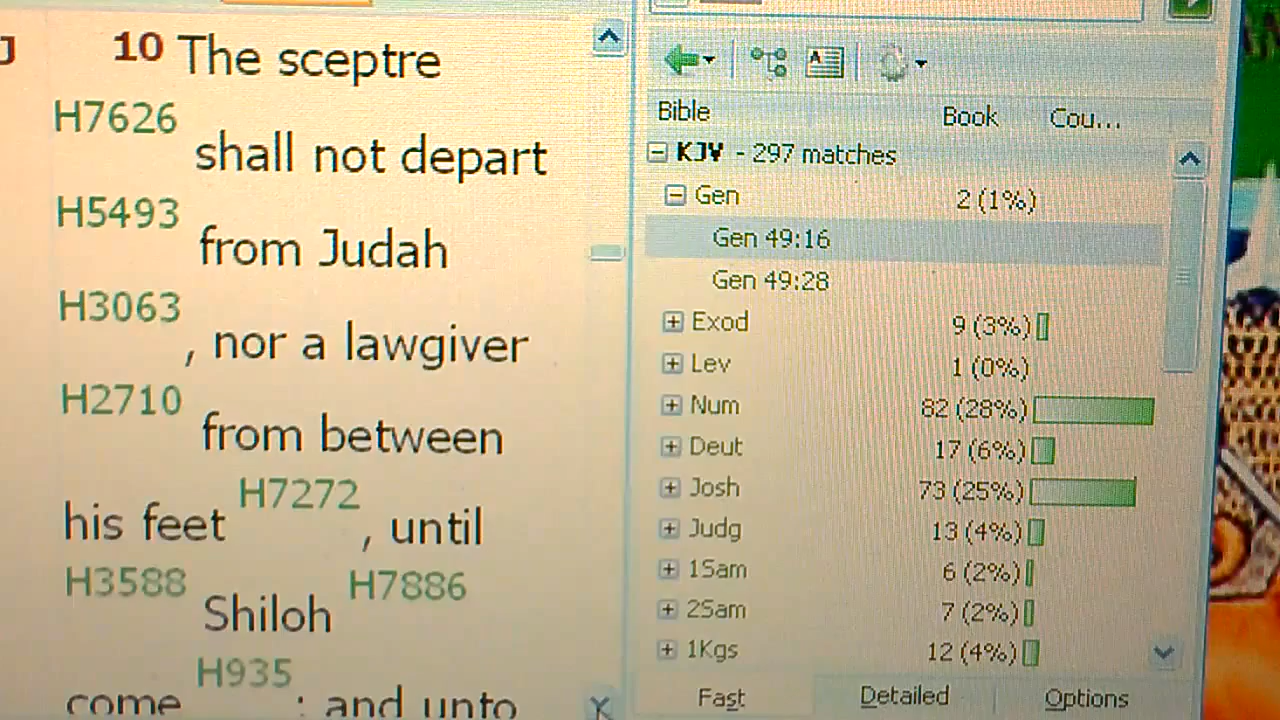 J
10 The sceptre
H7626 shall not depart
H5493 from Judah
H3063 , nor a lawgiver
H2710 from between
his feet H7272 , until
H3588 Shiloh H7886
come H935 : and unto
Bible Book Cou...
KJV - 297 matches
Gen 2 (1%)
Gen 49:16
Gen 49:28
Exod 9 (3%)
Lev 1 (0%)
Num 82 (28%)
Deut 17 (6%)
Josh 73 (25%)
Judg 13 (4%)
1Sam 6 (2%)
2Sam 7 (2%)
1Kgs 12 (4%)
Fast Detailed Options